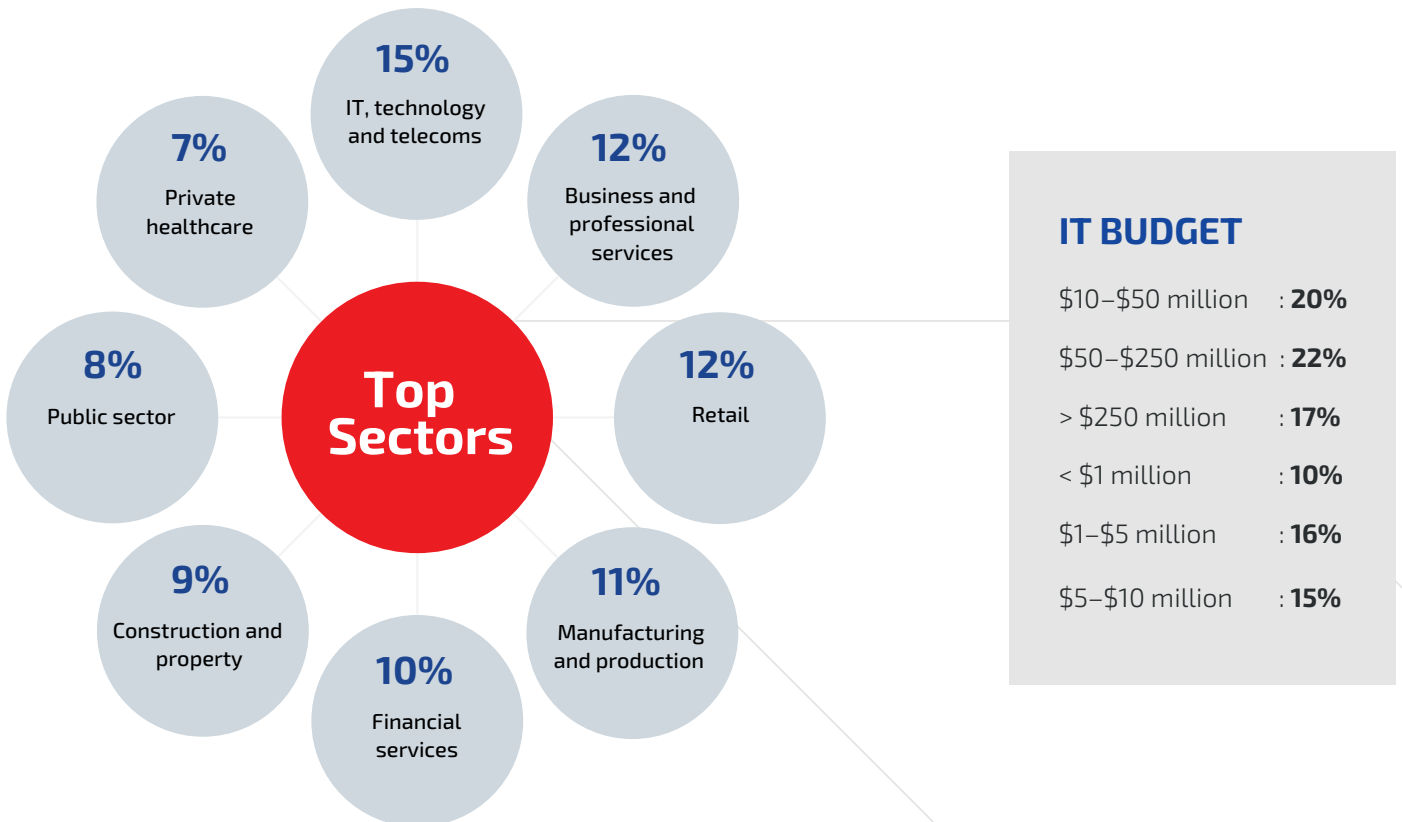 15%
IT, technology
and telecoms
12%
Business and
professional
services
12%
Retail
11%
Manufacturing
and production
10%
Financial
services
9%
Construction and
property
8%
Public sector
7%
Private
healthcare
Top
Sectors
IT BUDGET
$10–$50 million : 20%
$50–$250 million : 22%
> $250 million : 17%
< $1 million : 10%
$1–$5 million : 16%
$5–$10 million : 15%